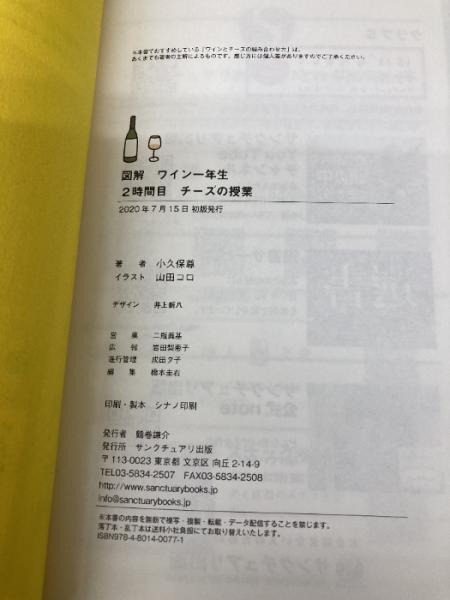 ※本書でおすすめしている「ワインとチーズの組み合わせ方」は、
あくまでも著者の主観によるものです。感じ方には個人差がありますのでご了承ください。
図解 ワイン一年生
2時間目 チーズの授業
2020年7月15日 初版発行
著者 小久保尊
イラスト 山田コロ
デザイン 井上新八
営業 二瓶義基
広報 岩田梨恵子
進行管理 成田夕子
編集 橋本圭右
印刷・製本 シナノ印刷
発行者 鶴巻謙介
発行所 サンクチュアリ出版
〒113-0023 東京都 文京区 向丘 2-14-9
TEL03-5834-2507 FAX03-5834-2508
http://www.sanctuarybooks.jp
info@sanctuarybooks.jp
※本書の内容を無断で複写・複製・転載・データ配信することを禁じます。
落丁本・乱丁本は送料小社負担にてお取り替えいたします。
ISBN978-4-8014-0077-1